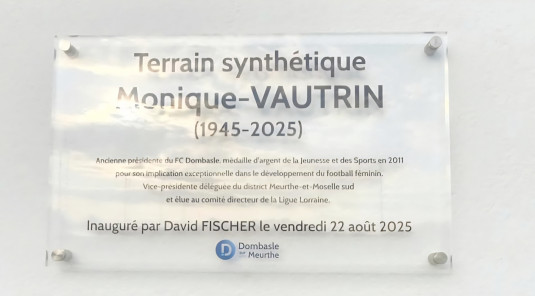 Terrain synthétique
Monique-VAUTRIN
(1945-2025)
Ancienne présidente du FC Dombasle, médaille d'argent de la Jeunesse et des Sports en 2011
pour son implication exceptionnelle dans le développement du football féminin.
Vice-présidente déléguée du district Meurthe-et-Moselle sud
et élue au comité directeur de la Ligue Lorraine.
Inauguré par David FISCHER le vendredi 22 août 2025
D Dombasle
sur Meurthe